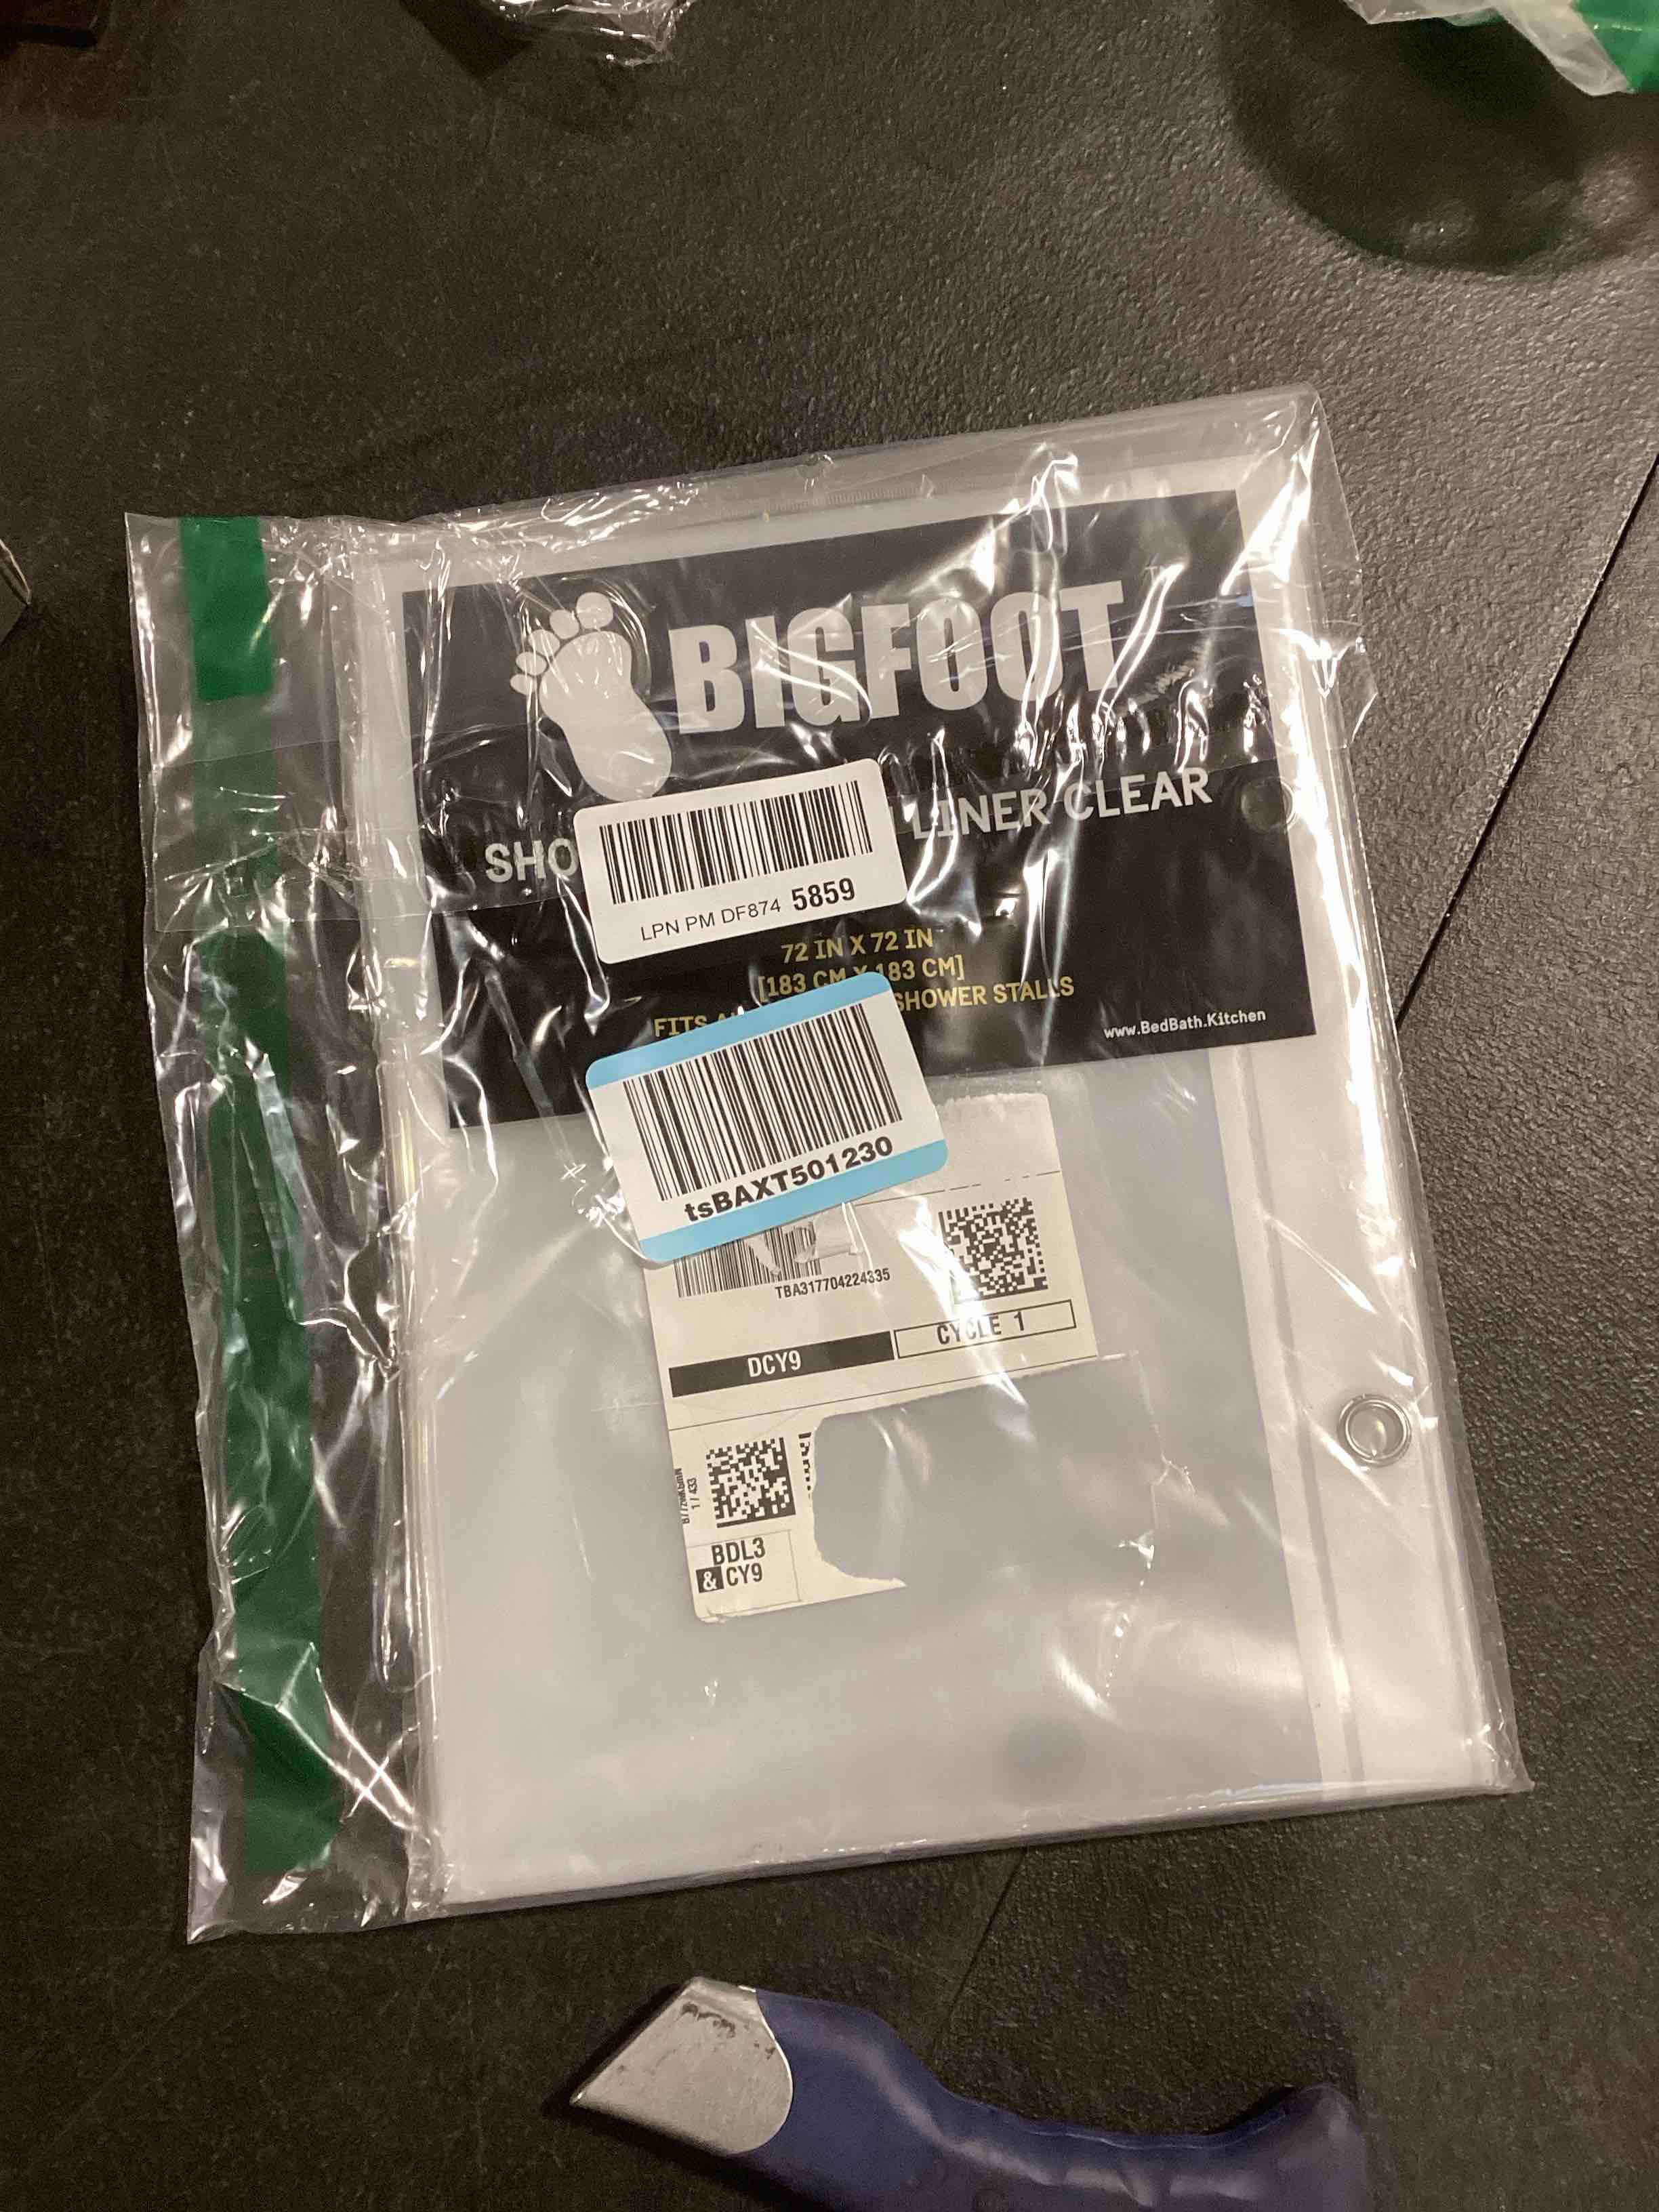 BIGFOOT
SHO LINER CLEAR
LPN PM DF874 5859
72 IN X 72 IN
[183 CM X 183 CM]
FITS SHOWER STALLS
www.BedBath.Kitchen
tsBAXT501230
TBA317704224335
CYCLE 1
DCY9
1 / 433
BDL3
& CY9